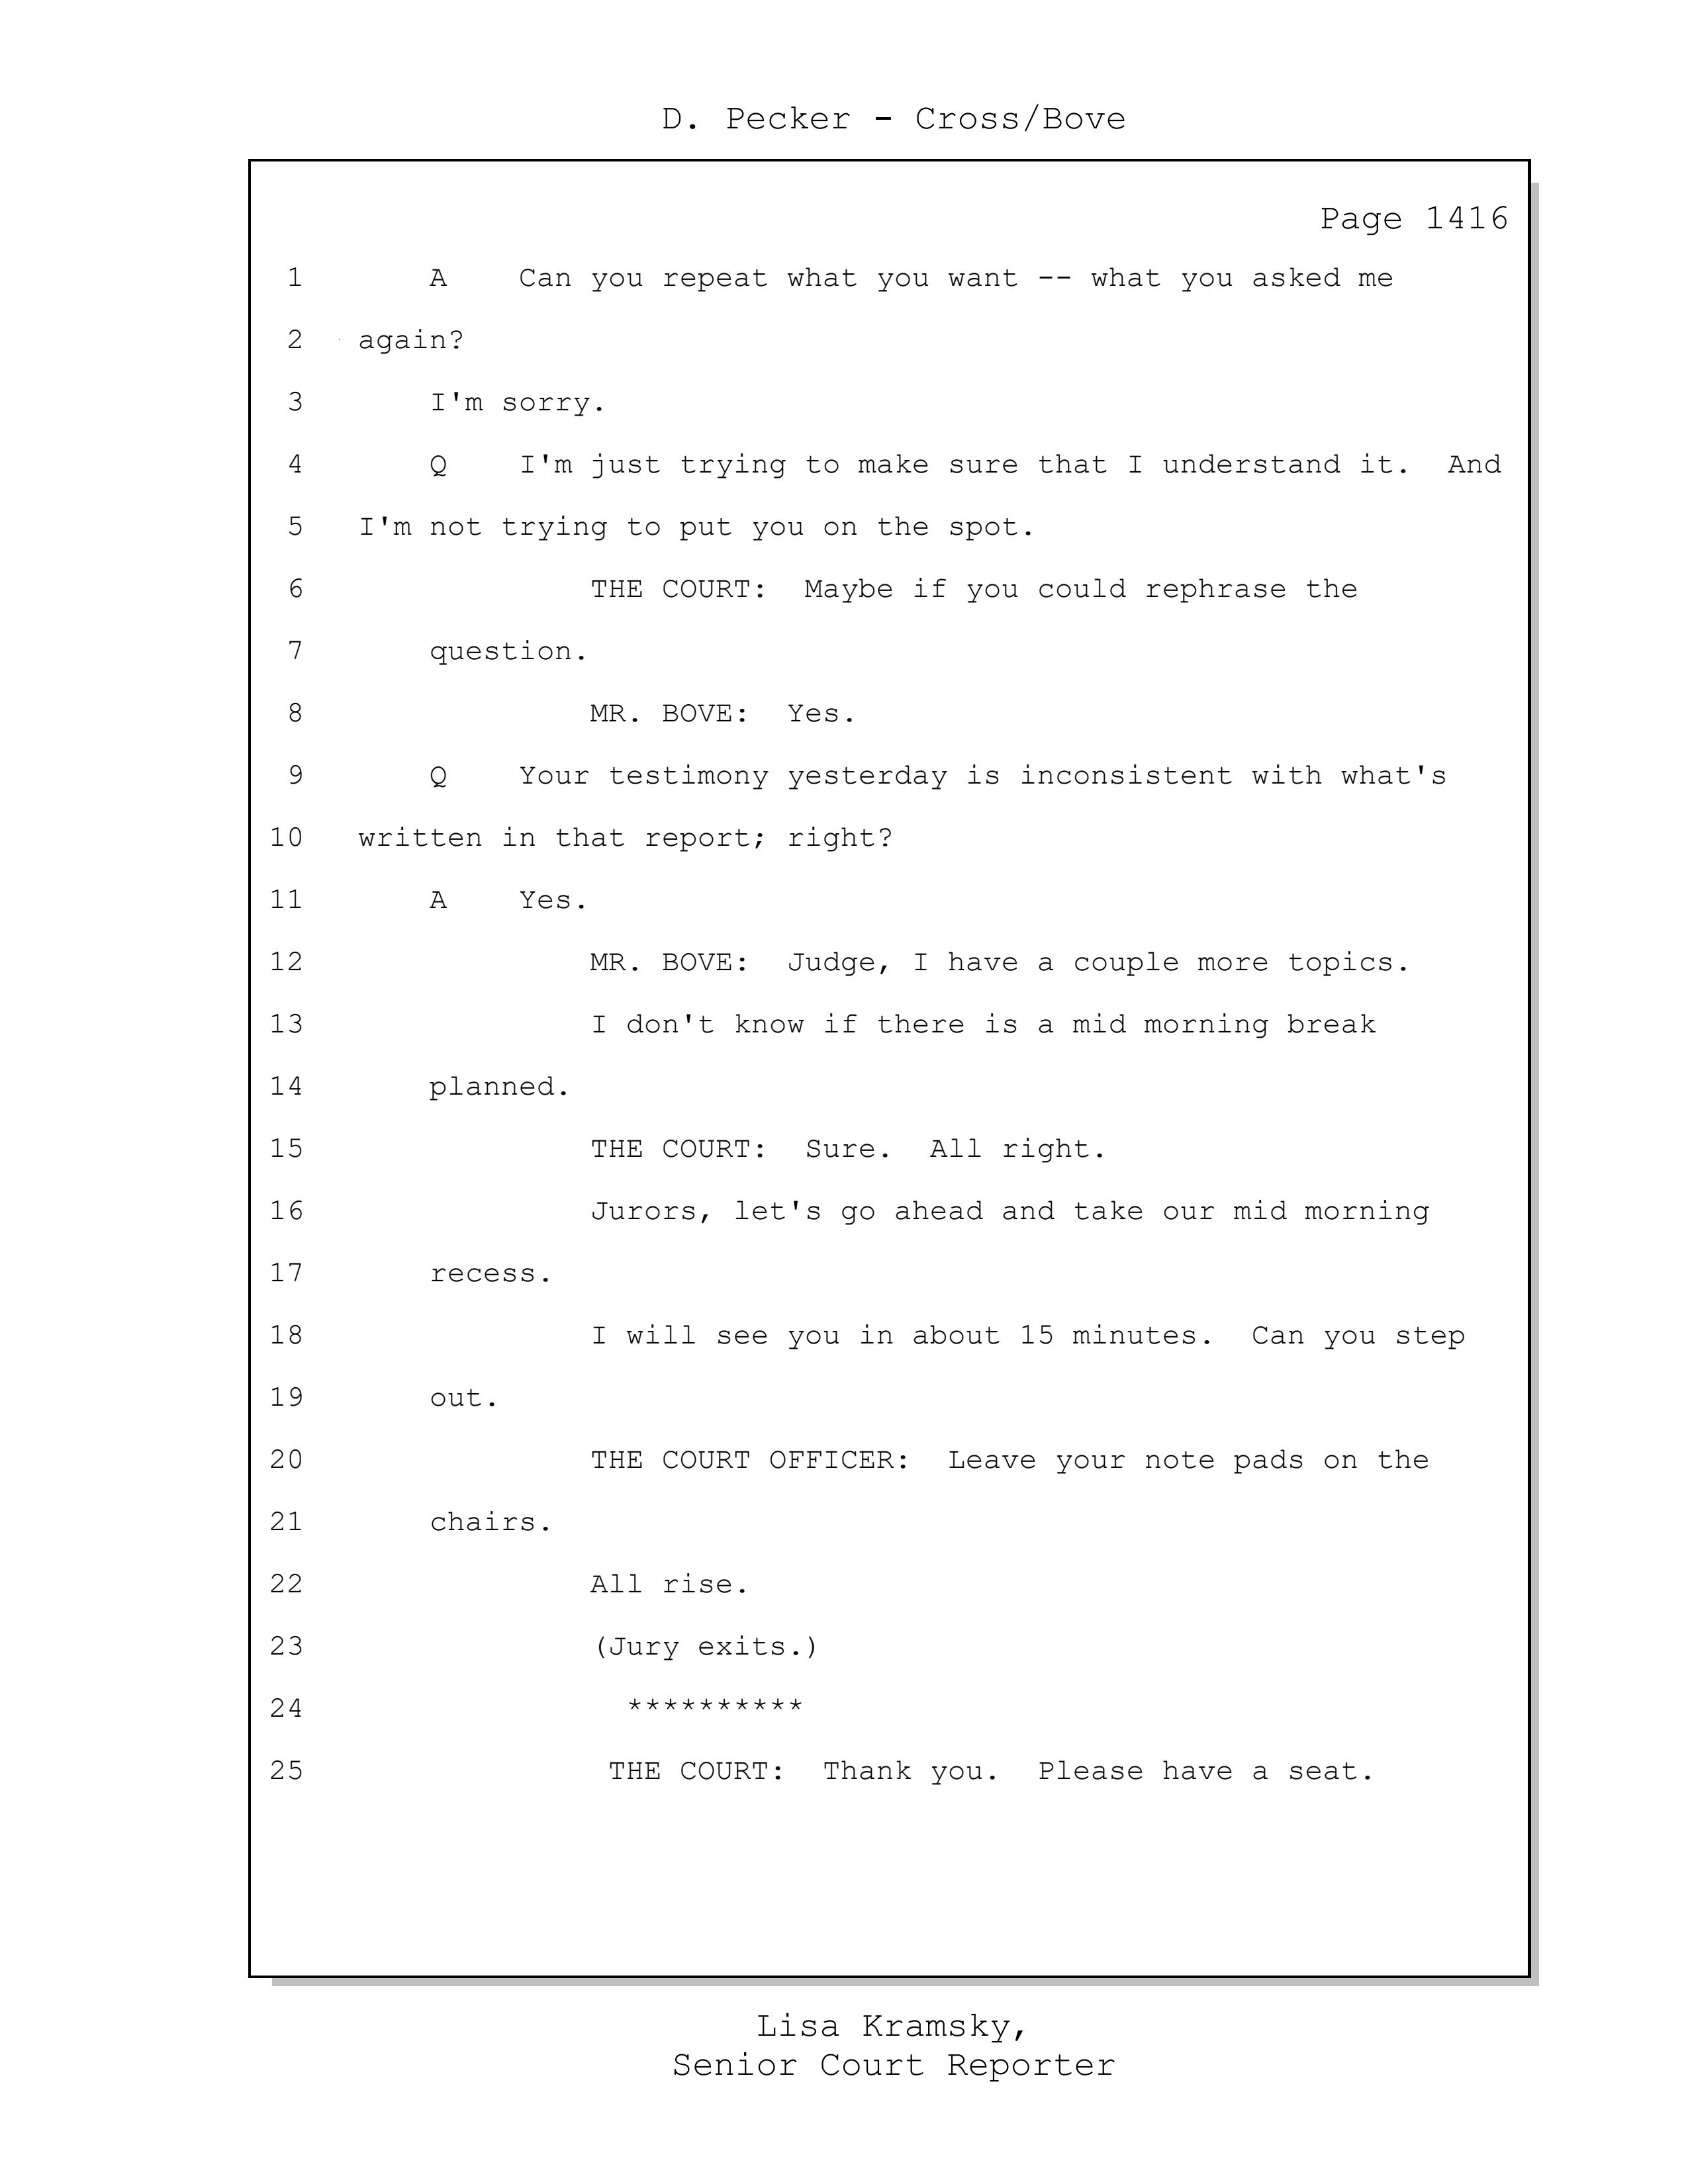 D. Pecker - Cross/Bove
Page 1416
1 A Can you repeat what you want -- what you asked me
2 again?
3 I'm sorry.
4 Q I'm just trying to make sure that I understand it. And
5 I'm not trying to put you on the spot.
6 THE COURT: Maybe if you could rephrase the
7 question.
8 MR. BOVE: Yes.
9 Q Your testimony yesterday is inconsistent with what's
10 written in that report; right?
11 A Yes.
12 MR. BOVE: Judge, I have a couple more topics.
13 I don't know if there is a mid morning break
14 planned.
15 THE COURT: Sure. All right.
16 Jurors, let's go ahead and take our mid morning
17 recess.
18 I will see you in about 15 minutes. Can you step
19 out.
20 THE COURT OFFICER: Leave your note pads on the
21 chairs.
22 All rise.
23 (Jury exits.)
24 **********
25 THE COURT: Thank you. Please have a seat.
Lisa Kramsky,
Senior Court Reporter